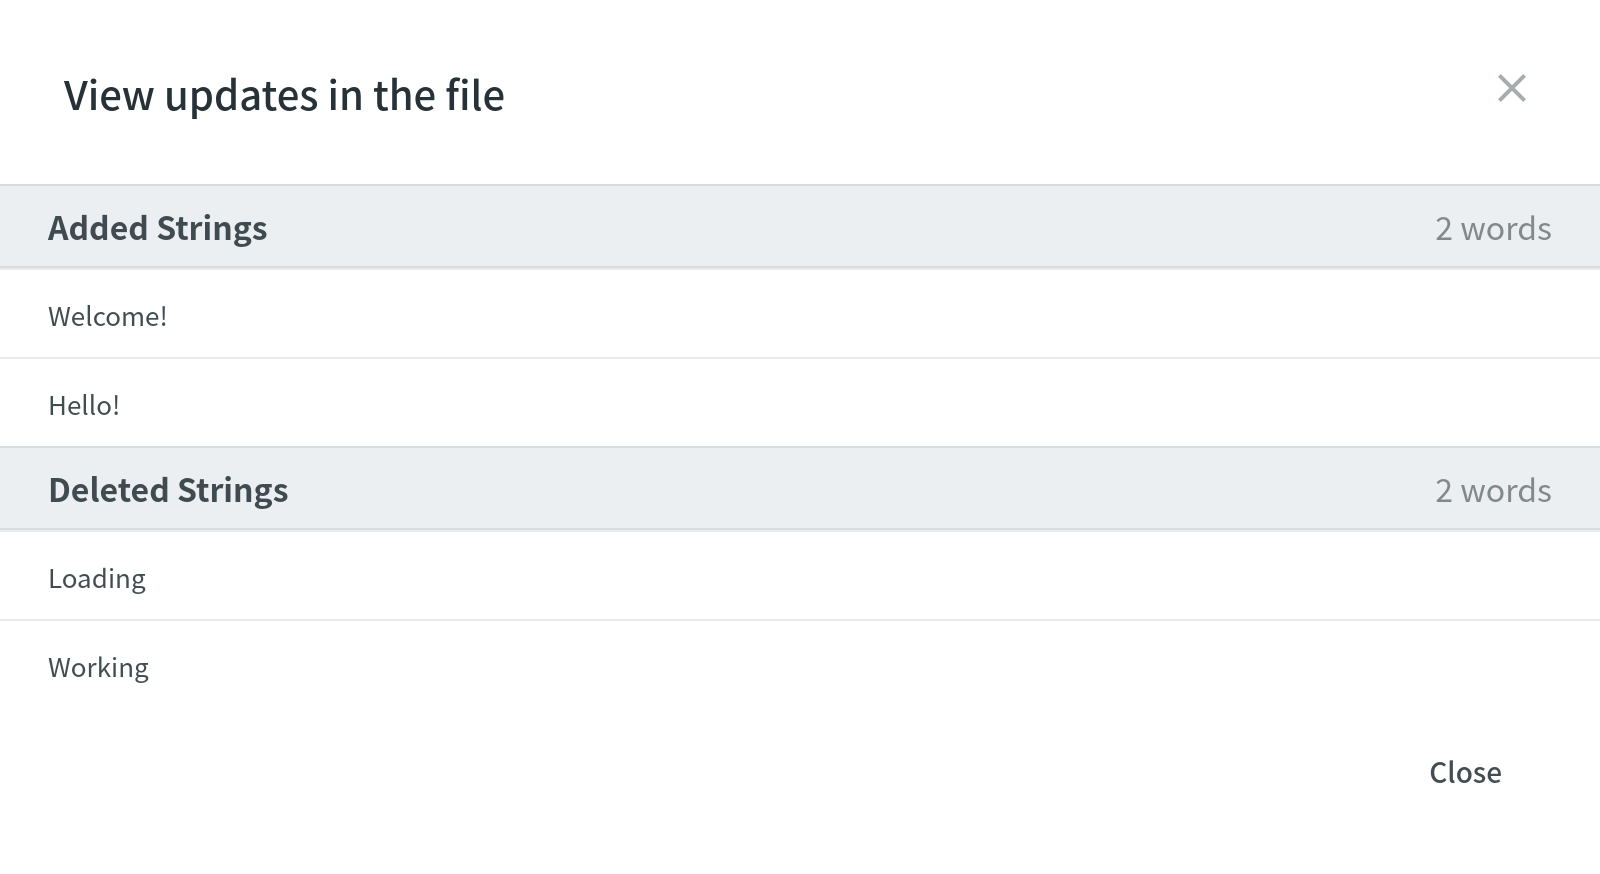 View updates in the file
Added Strings 2 words
Welcome!
Hello!
Deleted Strings 2 words
Loading
Working
Close